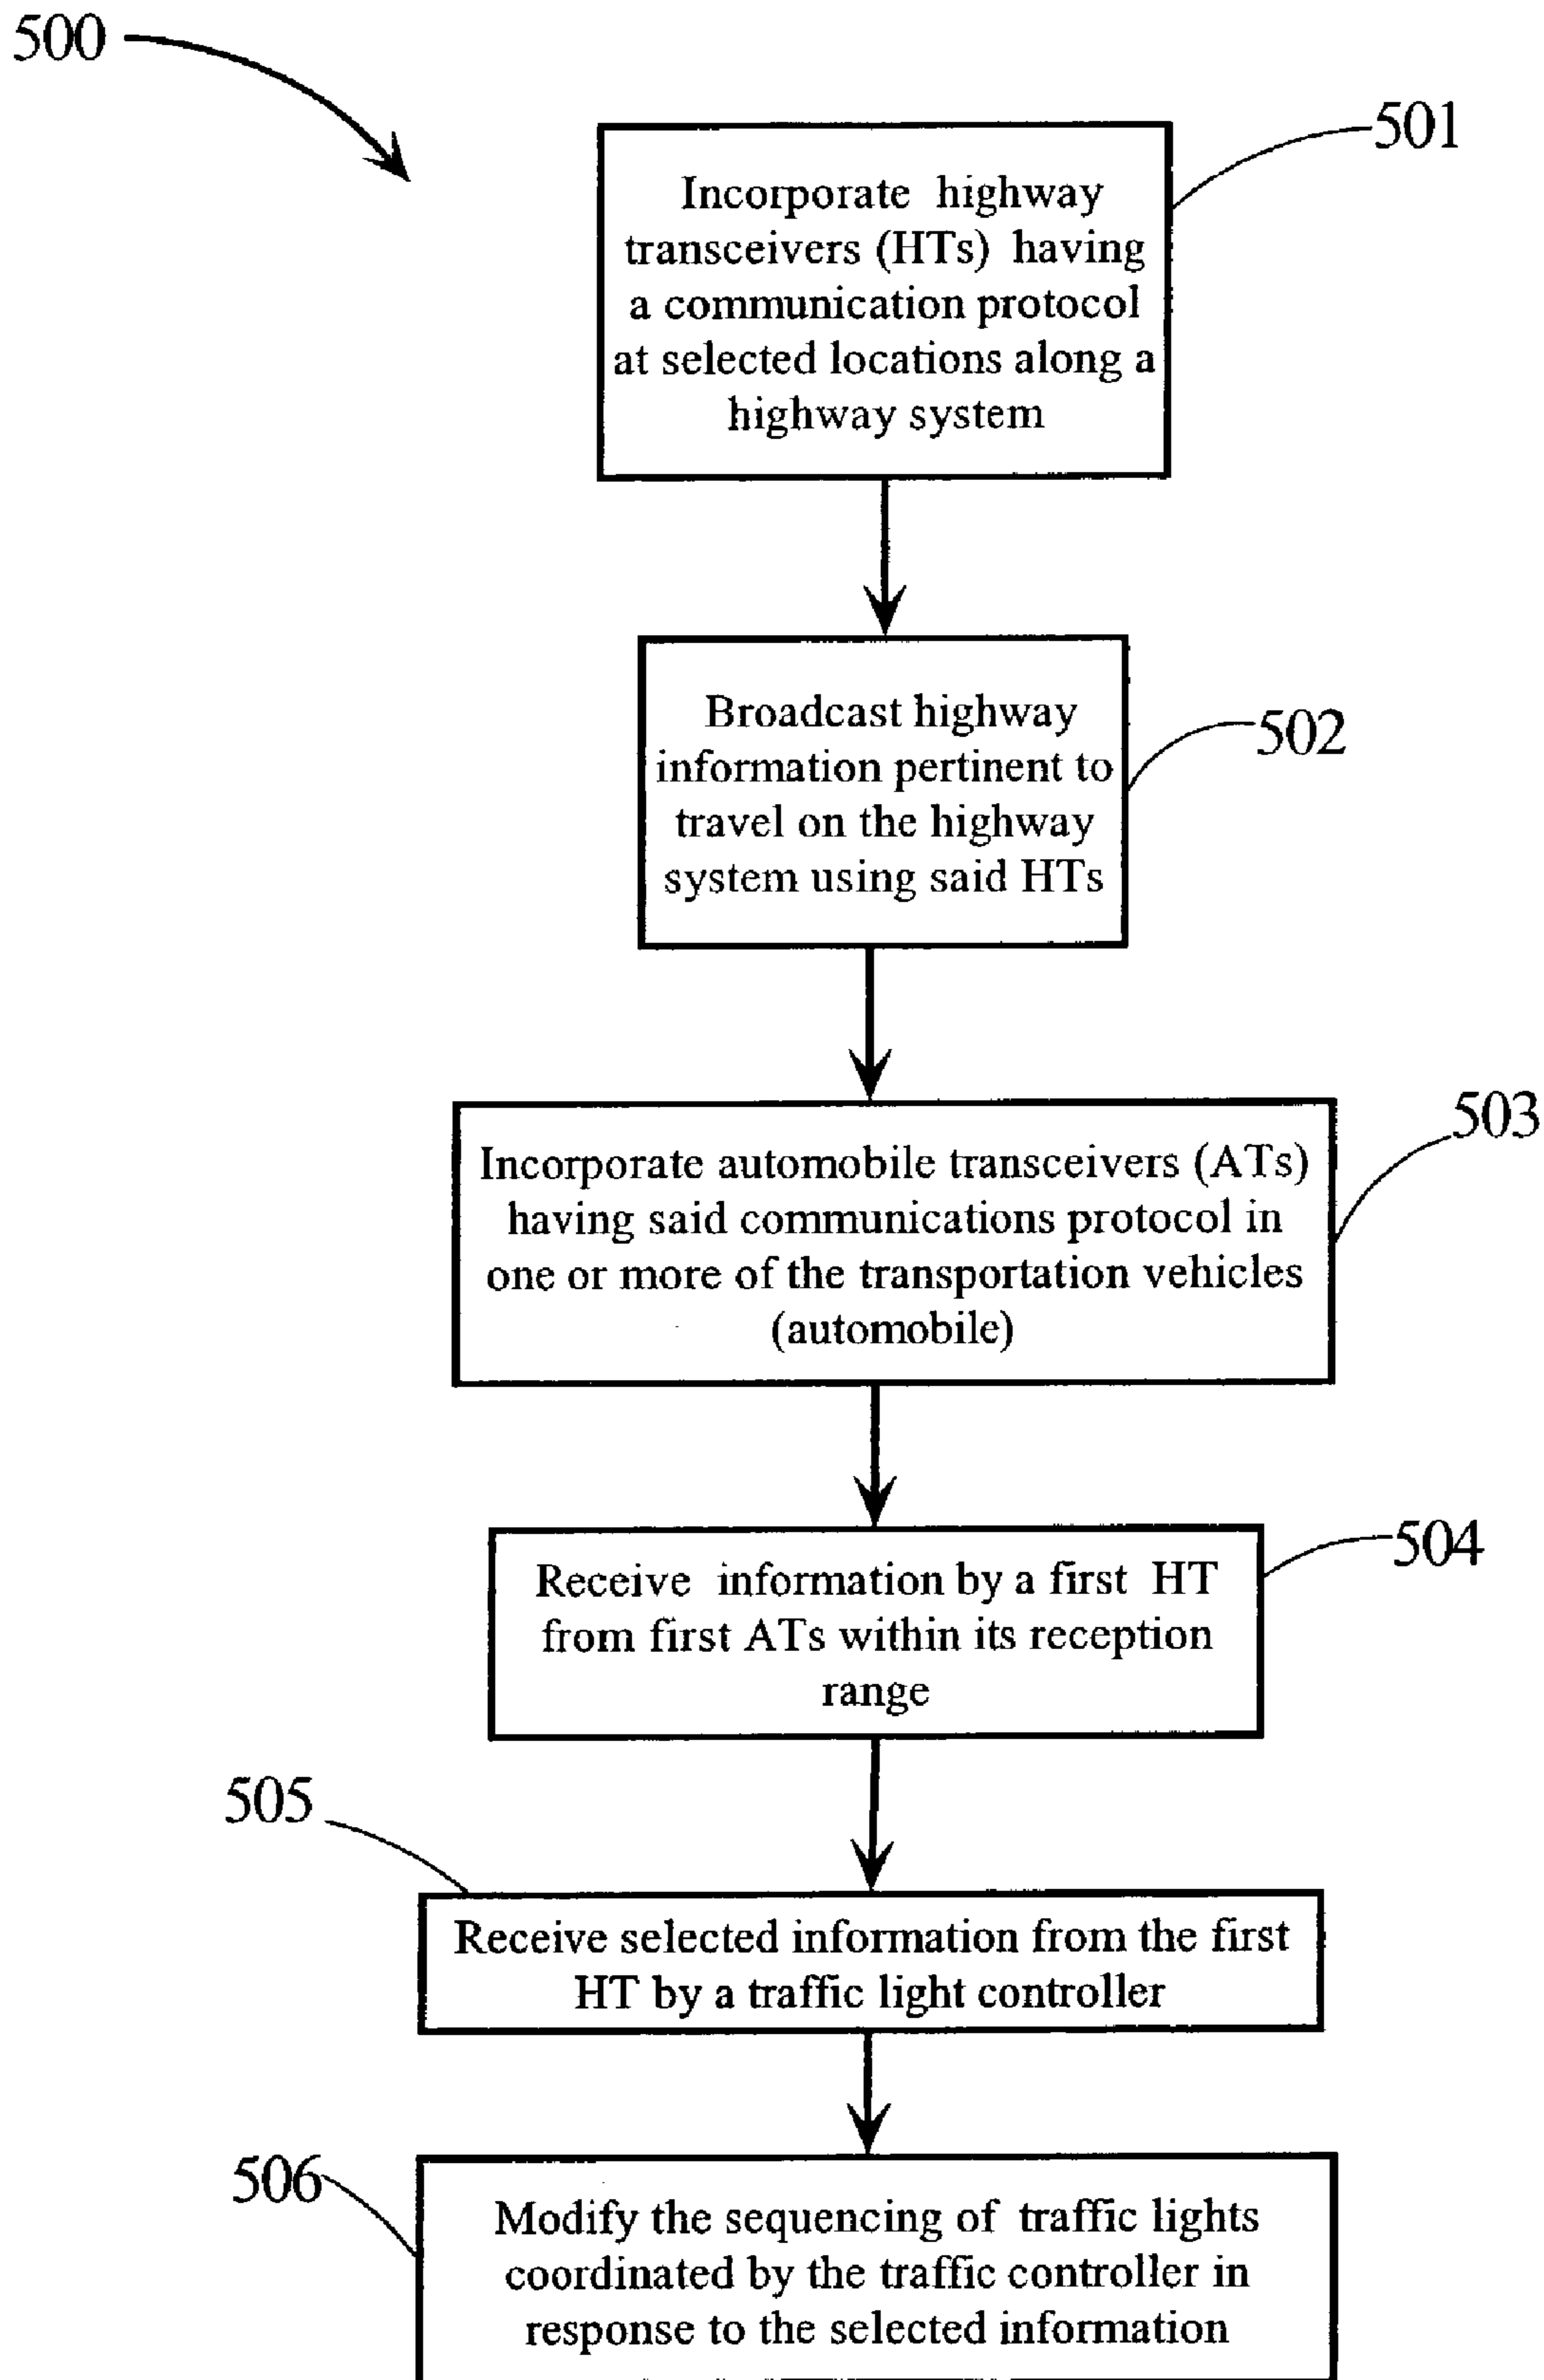 500
501
Incorporate highway
transceivers (HTs) having
a communication protocol
at selected locations along a
highway system
502
Broadcast highway
information pertinent to
travel on the highway
system using said HTs
503
Incorporate automobile transceivers (ATs)
having said communications protocol in
one or more of the transportation vehicles
(automobile)
504
Receive information by a first HT
from first ATs within its reception
range
505
Receive selected information from the first
HT by a traffic light controller
506
Modify the sequencing of traffic lights
coordinated by the traffic controller in
response to the selected information